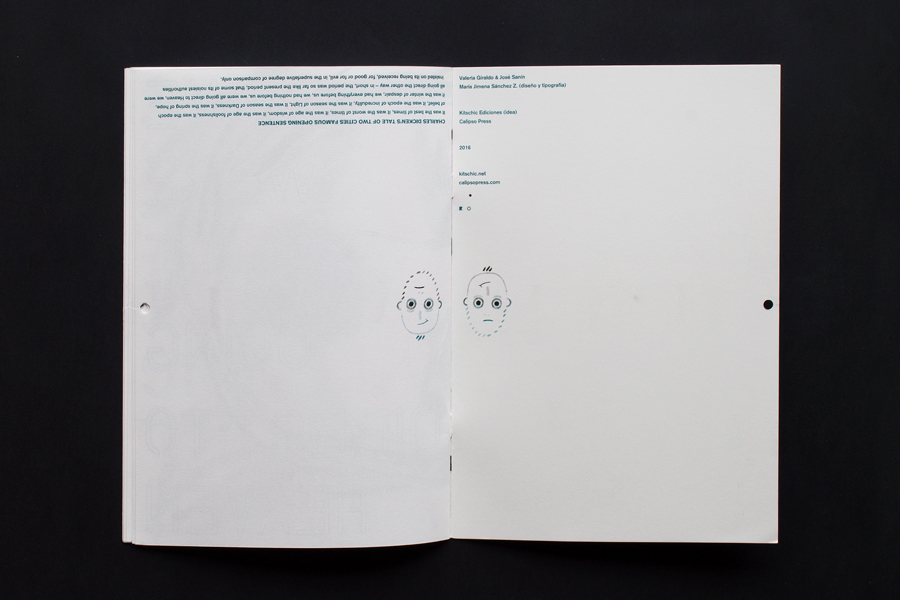 CHARLES DICKEN'S TALE OF TWO CITIES FAMOUS OPENING SENTENCE
It was the best of times, it was the worst of times, it was the age of wisdom, it was the age of foolishness, it was the epoch
of belief, it was the epoch of incredulity, it was the season of Light, it was the season of Darkness, it was the spring of hope,
it was the winter of despair, we had everything before us, we had nothing before us, we were all going direct to heaven, we were
all going direct the other way – in short, the period was so far like the present period, that some of its noisiest authorities
insisted on its being received, for good or for evil, in the superlative degree of comparison only.
Valeria Giraldo & José Sanín
María Jimena Sánchez Z. (diseño y tipografía)
Kitschic Ediciones (idea)
Calipso Press
2016
kitschic.net
calipsopress.com